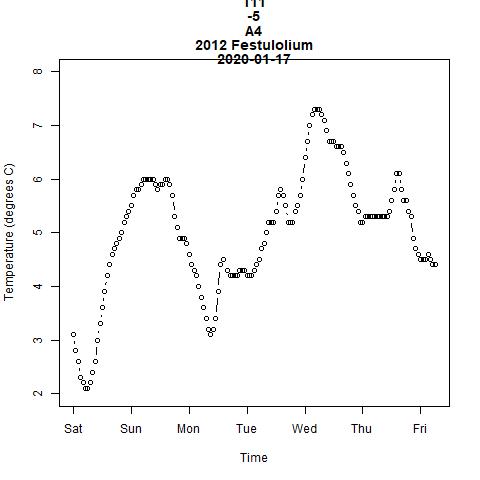 T11
-5
A4
2012 Festulolium
2020-01-17
8
7
6
5
4
3
2
Temperature (degrees C)
Sat Sun Mon Tue Wed Thu Fri
Time